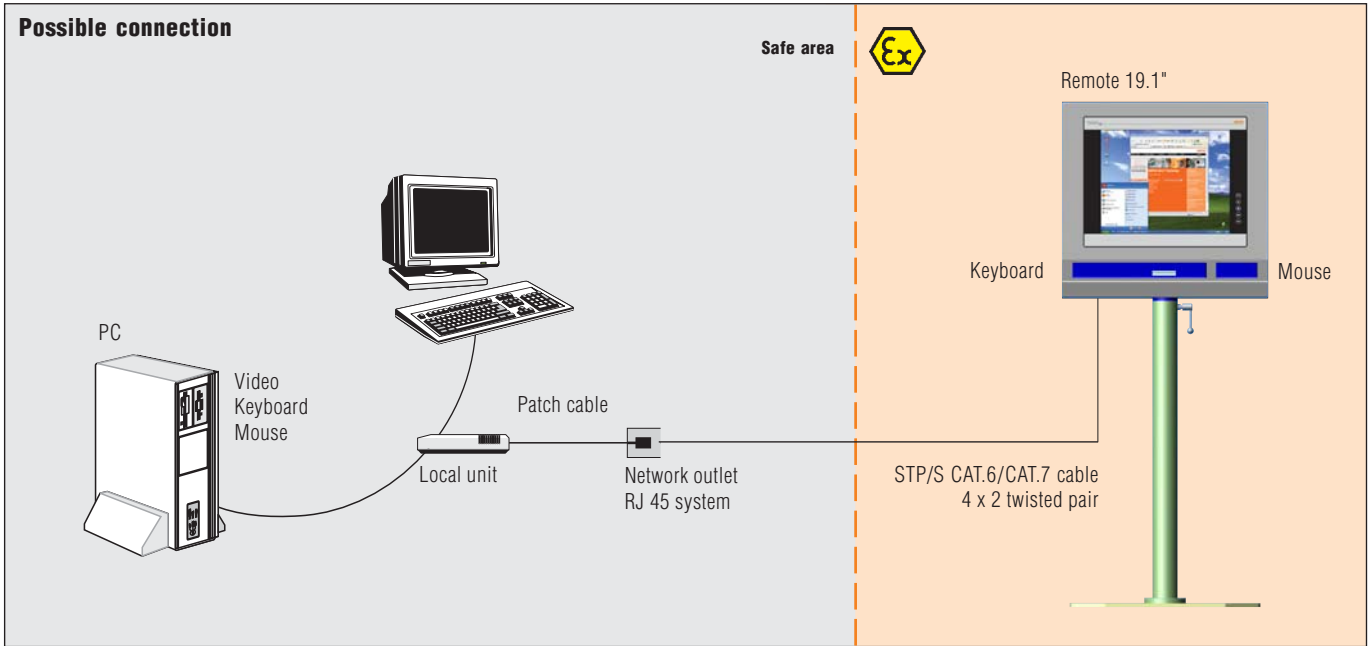 Possible connection
Safe area
Ex
Remote 19.1"
Keyboard
Mouse
PC
Video
Keyboard
Mouse
Patch cable
Local unit
Network outlet
RJ 45 system
STP/S CAT.6/CAT.7 cable
4 x 2 twisted pair